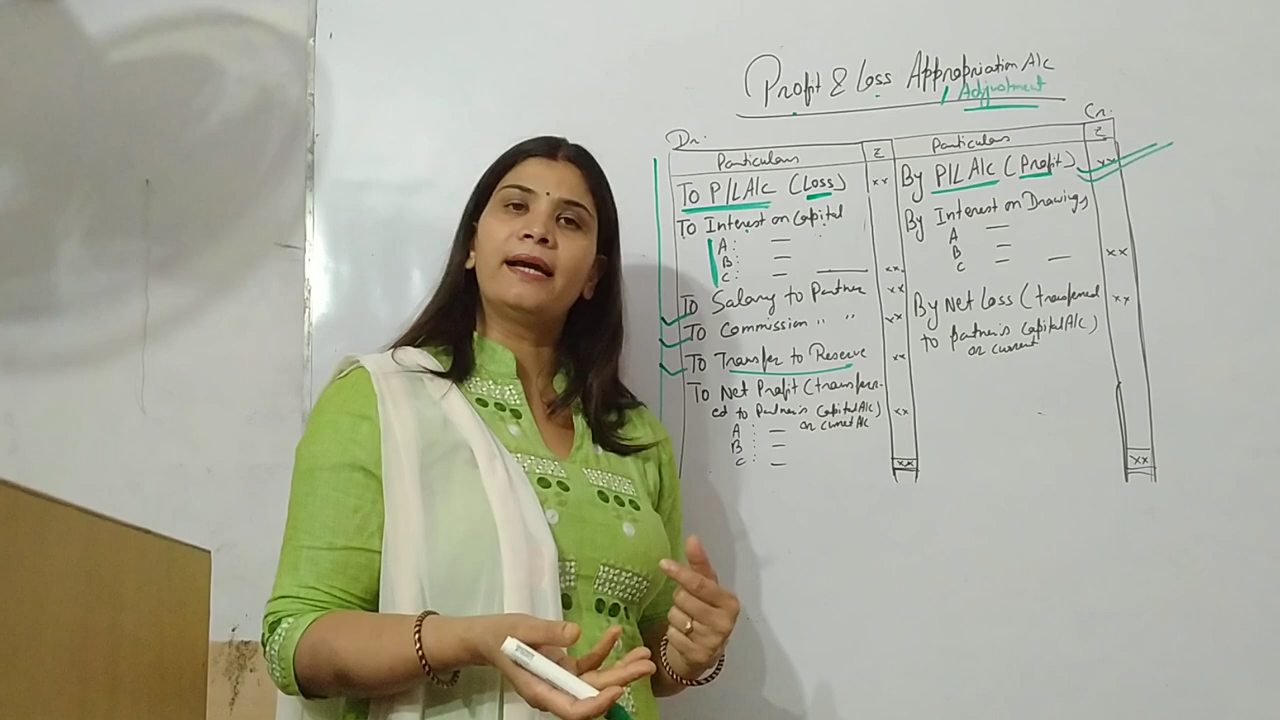 Profit & Loss Appropriation A/c
/ Adjustment
Dr. Cr.
Particulars ₹ Particulars ₹
To P/L A/c (Loss) xx
To Interest on Capital
A: —
B: —
C: — xx
To Salary to Partner xx
To Commission " " xx
To Transfer to Reserve xx
To Net Profit (transferr-
ed to Partner's Capital A/c)
or current A/c xx
A : —
B : —
C : —
xx
By P/L A/c (Profit) xx
By Interest on Drawings
A —
B —
C — — xx
By Net Loss (transferred xx
to partner's capital A/c)
or current
xx